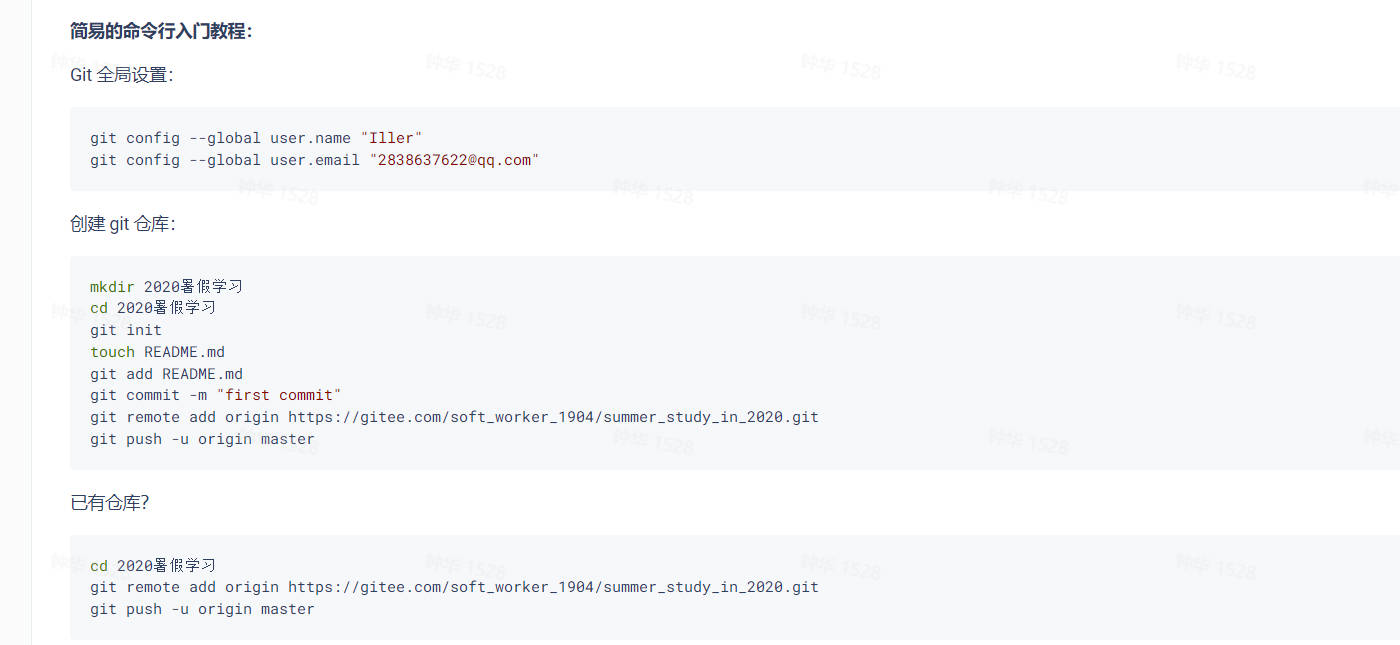 简易的命令行入门教程:
Git 全局设置:
git config --global user.name "Iller"
git config --global user.email "2838637622@qq.com"
创建 git 仓库:
mkdir 2020暑假学习
cd 2020暑假学习
git init
touch README.md
git add README.md
git commit -m "first commit"
git remote add origin https://gitee.com/soft_worker_1904/summer_study_in_2020.git
git push -u origin master
已有仓库?
cd 2020暑假学习
git remote add origin https://gitee.com/soft_worker_1904/summer_study_in_2020.git
git push -u origin master
钟华 1528